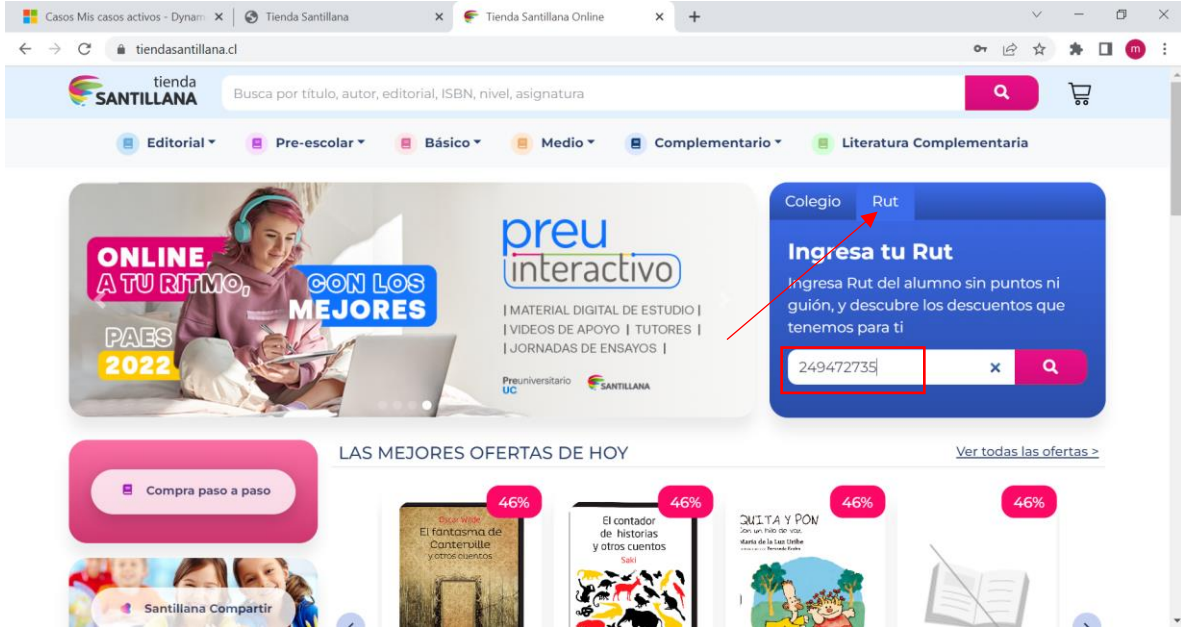 Casos Mis casos activos - Dynam
Tienda Santillana
Tienda Santillana Online
tiendasantillana.cl
m
tienda
SANTILLANA
Busca por título, autor, editorial, ISBN, nivel, asignatura
Editorial
Pre-escolar
Básico
Medio
Complementario
Literatura Complementaria
ONLINE,
A TU RITMO,
CON LOS
MEJORES
PAES
2022
preu
interactivo
| MATERIAL DIGITAL DE ESTUDIO |
| VIDEOS DE APOYO | TUTORES |
| JORNADAS DE ENSAYOS |
Preuniversitario
UC
SANTILLANA
Colegio Rut
Ingresa tu Rut
Ingresa Rut del alumno sin puntos ni
guión, y descubre los descuentos que
tenemos para ti
249472735
Compra paso a paso
Santillana Compartir
LAS MEJORES OFERTAS DE HOY
Ver todas las ofertas >
46%
Oscar Wilde
El fantasma de
Canterville
y otros cuentos
46%
El contador
de historias
y otros cuentos
Saki
46%
QUITA Y PON
María de la Luz Uribe
46%